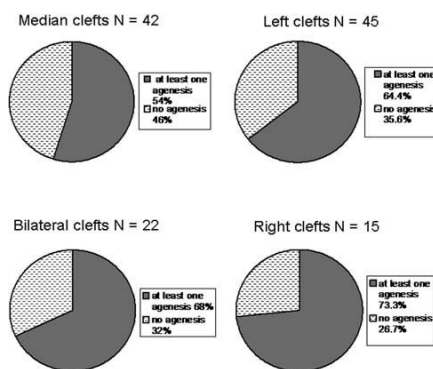 Median clefts N = 42
at least one
agenesis
54%
no agenesis
46%
Left clefts N = 45
at least one
agenesis
64.4%
no agenesis
35.6%
Bilateral clefts N = 22
at least one
agenesis 68%
no agenesis
32%
Right clefts N = 15
at least one
agenesis
73.3%
no agenesis
26.7%